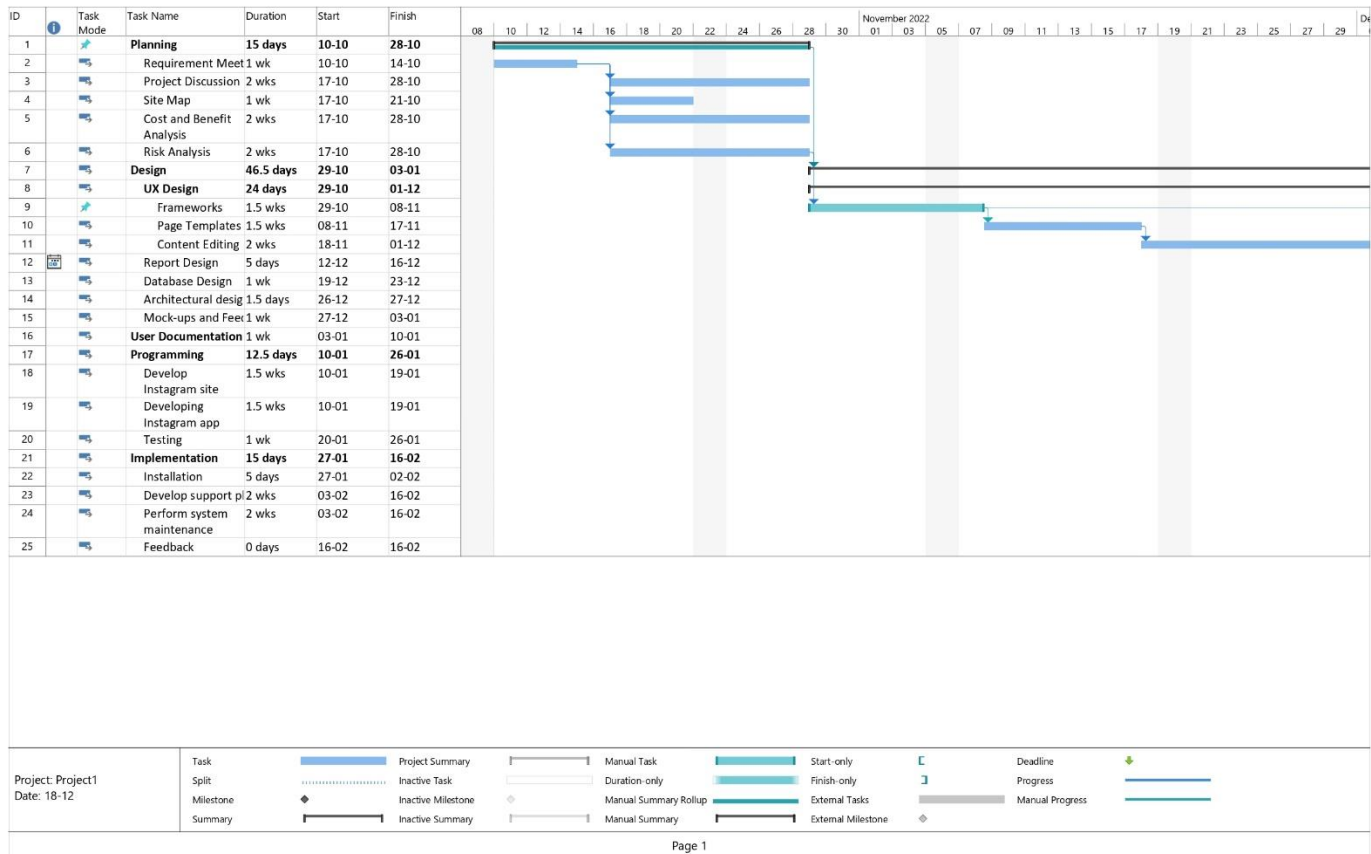 ID Task Mode Task Name Duration Start Finish
November 2022 De
08 10 12 14 16 18 20 22 24 26 28 30 01 03 05 07 09 11 13 15 17 19 21 23 25 27 29
1 Planning 15 days 10-10 28-10
2 Requirement Meet 1 wk 10-10 14-10
3 Project Discussion 2 wks 17-10 28-10
4 Site Map 1 wk 17-10 21-10
5 Cost and Benefit 2 wks 17-10 28-10
Analysis
6 Risk Analysis 2 wks 17-10 28-10
7 Design 46.5 days 29-10 03-01
8 UX Design 24 days 29-10 01-12
9 Frameworks 1.5 wks 29-10 08-11
10 Page Templates 1.5 wks 08-11 17-11
11 Content Editing 2 wks 18-11 01-12
12 Report Design 5 days 12-12 16-12
13 Database Design 1 wk 19-12 23-12
14 Architectural desig 1.5 days 26-12 27-12
15 Mock-ups and Feec 1 wk 27-12 03-01
16 User Documentation 1 wk 03-01 10-01
17 Programming 12.5 days 10-01 26-01
18 Develop 1.5 wks 10-01 19-01
Instagram site
19 Developing 1.5 wks 10-01 19-01
Instagram app
20 Testing 1 wk 20-01 26-01
21 Implementation 15 days 27-01 16-02
22 Installation 5 days 27-01 02-02
23 Develop support pl 2 wks 03-02 16-02
24 Perform system 2 wks 03-02 16-02
maintenance
25 Feedback 0 days 16-02 16-02
Project: Project1
Date: 18-12
Task Project Summary Manual Task Start-only Deadline
Split Inactive Task Duration-only Finish-only Progress
Milestone Inactive Milestone Manual Summary Rollup External Tasks Manual Progress
Summary Inactive Summary Manual Summary External Milestone
Page 1